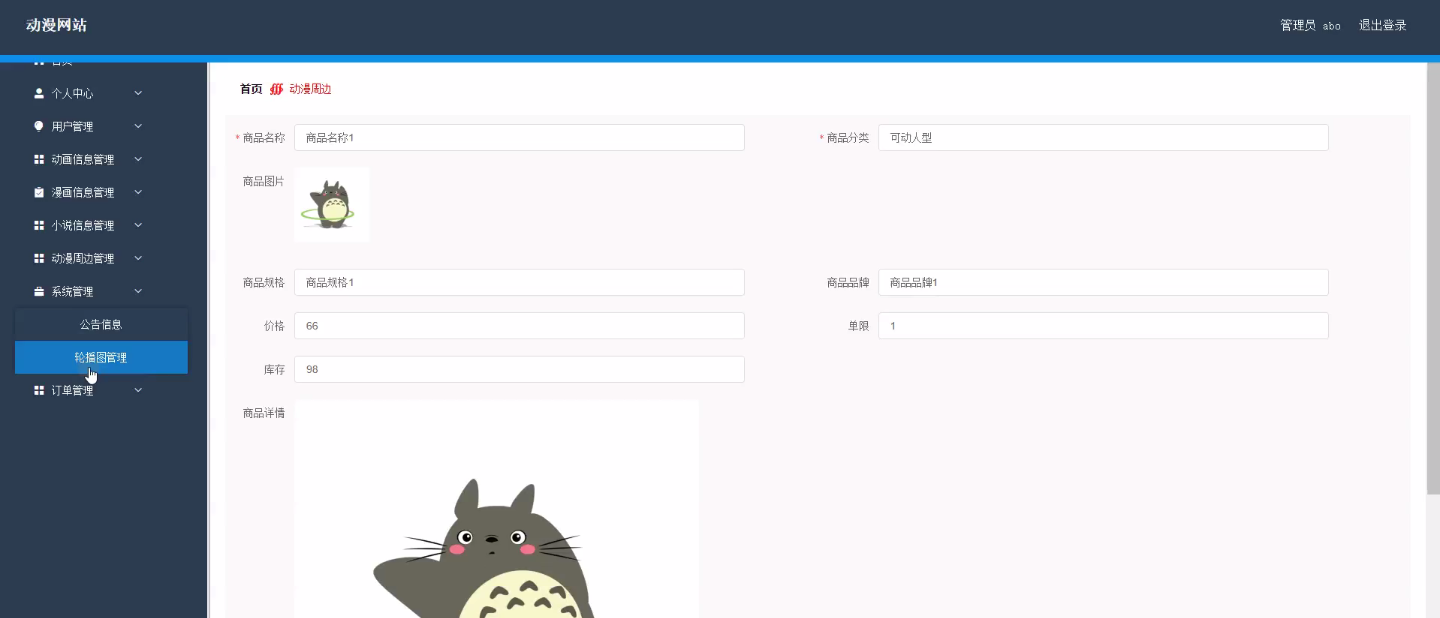 动漫网站
管理员 abo 退出登录
首页
个人中心
用户管理
动画信息管理
漫画信息管理
小说信息管理
动漫周边管理
系统管理
公告信息
轮播图管理
订单管理
首页 动漫周边
* 商品名称 商品名称1
* 商品分类 可动人型
商品图片
商品规格 商品规格1
商品品牌 商品品牌1
价格 66
单限 1
库存 98
商品详情